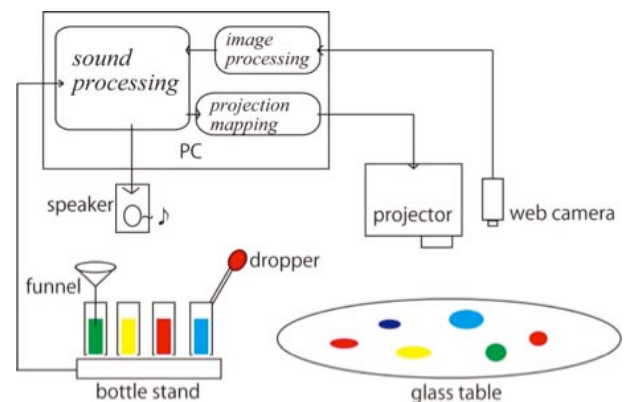 sound
processing
image
processing
projection
mapping
PC
speaker
projector
web camera
funnel
dropper
bottle stand
glass table